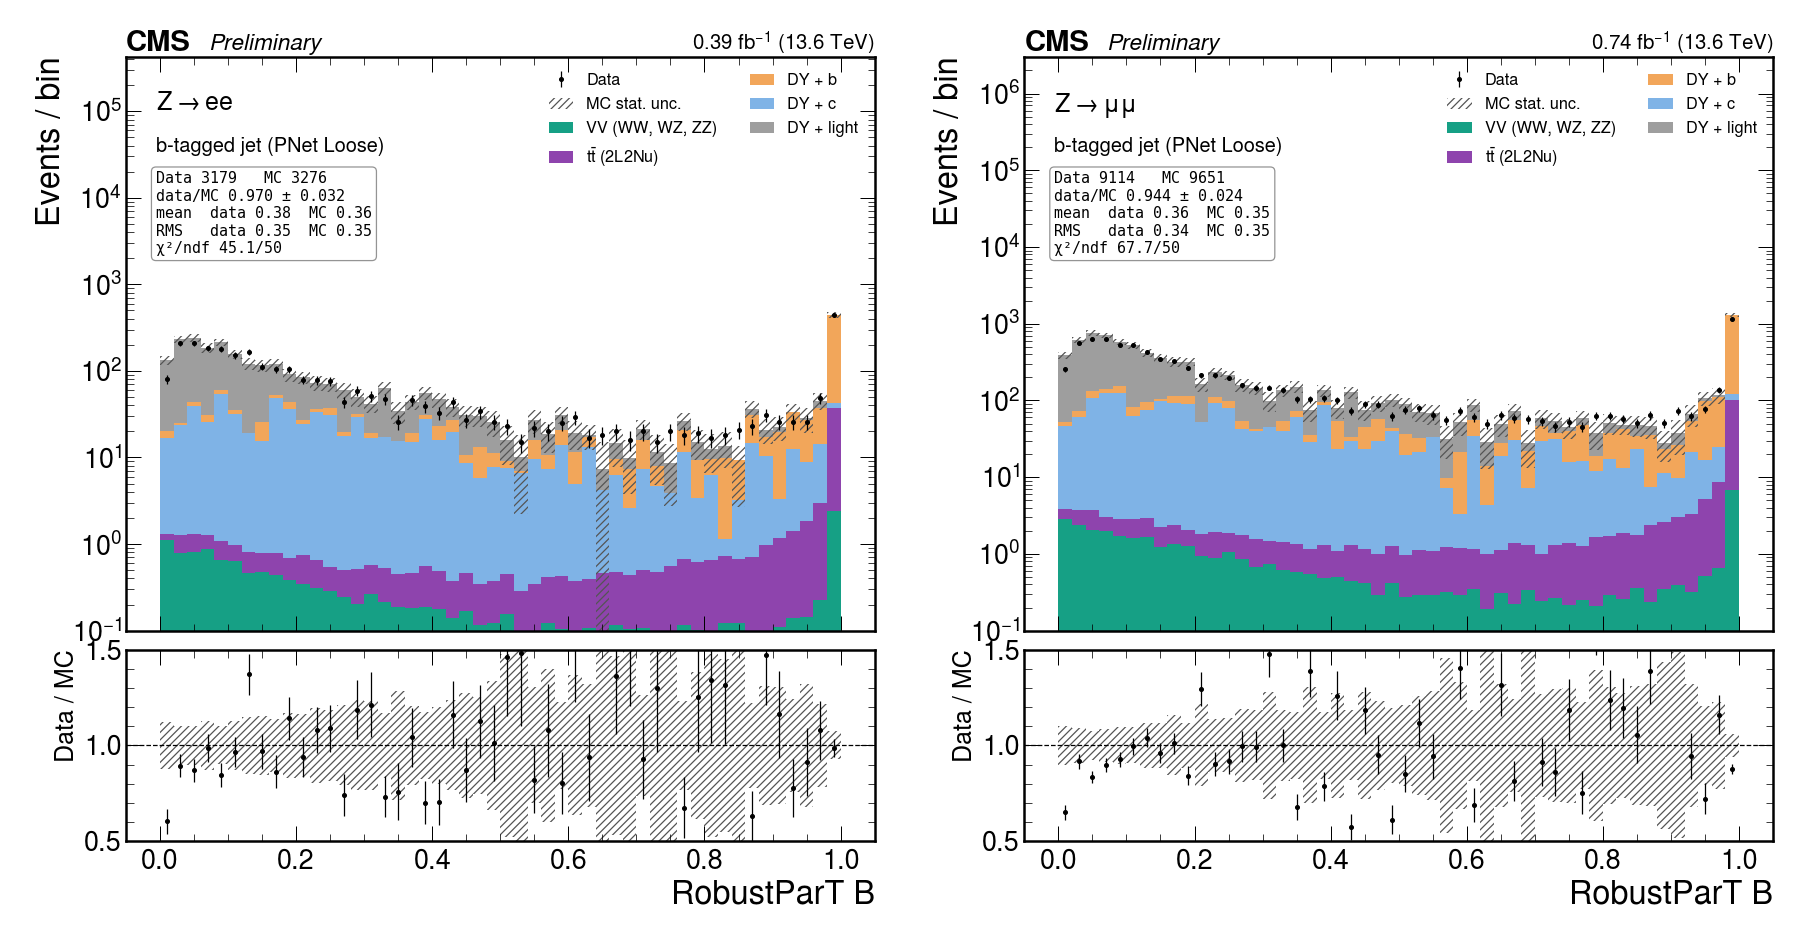 CMS Preliminary 0.39 fb⁻¹ (13.6 TeV)
Events / bin
Z → ee
b-tagged jet (PNet Loose)
Data 3179   MC 3276
data/MC 0.970 ± 0.032
mean  data 0.38  MC 0.36
RMS   data 0.35  MC 0.35
χ²/ndf 45.1/50
Data
MC stat. unc.
VV (WW, WZ, ZZ)
tt̄ (2L2Nu)
DY + b
DY + c
DY + light
10⁵
10⁴
10³
10²
10¹
10⁰
10⁻¹
Data / MC
1.5
1.0
0.5
0.0 0.2 0.4 0.6 0.8 1.0
RobustParT B
CMS Preliminary 0.74 fb⁻¹ (13.6 TeV)
Events / bin
Z → μμ
b-tagged jet (PNet Loose)
Data 9114   MC 9651
data/MC 0.944 ± 0.024
mean  data 0.36  MC 0.35
RMS   data 0.34  MC 0.35
χ²/ndf 67.7/50
Data
MC stat. unc.
VV (WW, WZ, ZZ)
tt̄ (2L2Nu)
DY + b
DY + c
DY + light
10⁶
10⁵
10⁴
10³
10²
10¹
10⁰
10⁻¹
Data / MC
1.5
1.0
0.5
0.0 0.2 0.4 0.6 0.8 1.0
RobustParT B